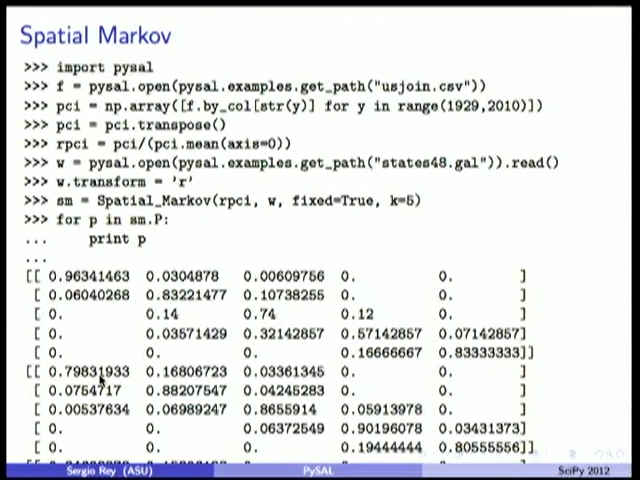 Spatial Markov
>>> import pysal
>>> f = pysal.open(pysal.examples.get_path("usjoin.csv"))
>>> pci = np.array([f.by_col[str(y)] for y in range(1929,2010)])
>>> pci = pci.transpose()
>>> rpci = pci/(pci.mean(axis=0))
>>> w = pysal.open(pysal.examples.get_path("states48.gal")).read()
>>> w.transform = 'r'
>>> sm = Spatial_Markov(rpci, w, fixed=True, k=5)
>>> for p in sm.P:
... print p
...
[[ 0.96341463 0.0304878 0.00609756 0. 0. ]
[ 0.06040268 0.83221477 0.10738255 0. 0. ]
[ 0. 0.14 0.74 0.12 0. ]
[ 0. 0.03571429 0.32142857 0.57142857 0.07142857]
[ 0. 0. 0. 0.16666667 0.83333333]]
[[ 0.79831933 0.16806723 0.03361345 0. 0. ]
[ 0.0754717 0.88207547 0.04245283 0. 0. ]
[ 0.00537634 0.06989247 0.8655914 0.05913978 0. ]
[ 0. 0. 0.06372549 0.90196078 0.03431373]
[ 0. 0. 0. 0.19444444 0.80555556]]
Sergio Rey (ASU) PySAL SciPy 2012